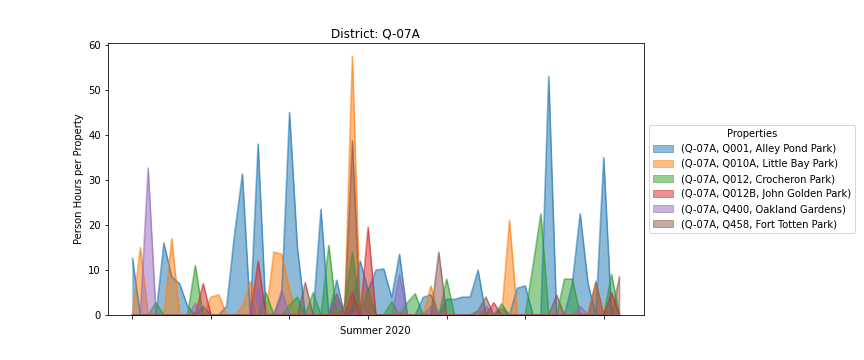 District: Q-07A
60
50
40
30
20
10
0
Person Hours per Property
Summer 2020
Properties
(Q-07A, Q001, Alley Pond Park)
(Q-07A, Q010A, Little Bay Park)
(Q-07A, Q012, Crocheron Park)
(Q-07A, Q012B, John Golden Park)
(Q-07A, Q400, Oakland Gardens)
(Q-07A, Q458, Fort Totten Park)